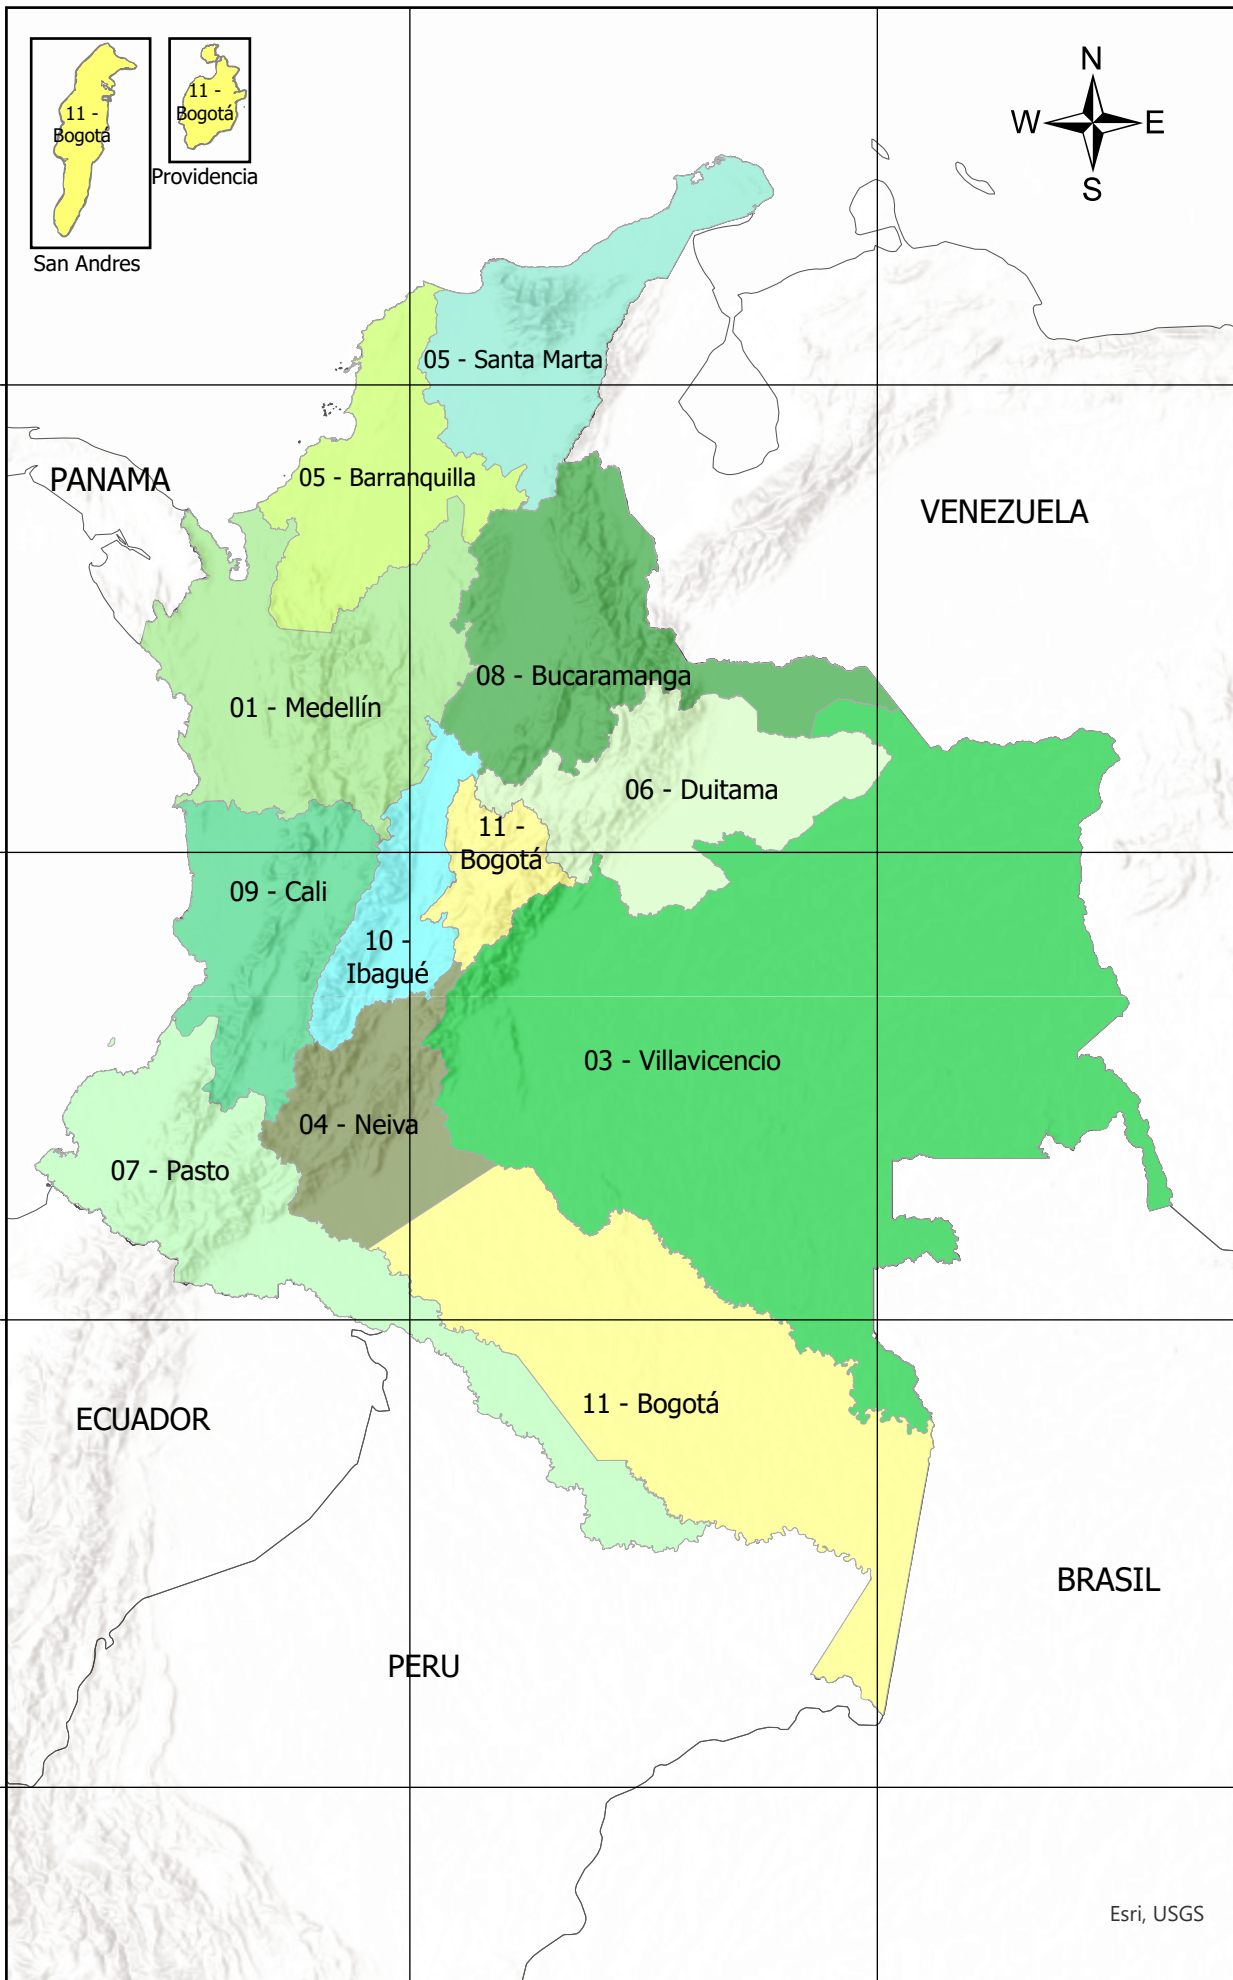 11 -
Bogotá
San Andres
11 -
Bogotá
Providencia
N
W
E
S
05 - Santa Marta
05 - Barranquilla
PANAMA
VENEZUELA
08 - Bucaramanga
01 - Medellín
06 - Duitama
11 -
Bogotá
09 - Cali
10 -
Ibagué
03 - Villavicencio
04 - Neiva
07 - Pasto
11 - Bogotá
ECUADOR
BRASIL
PERU
Esri, USGS